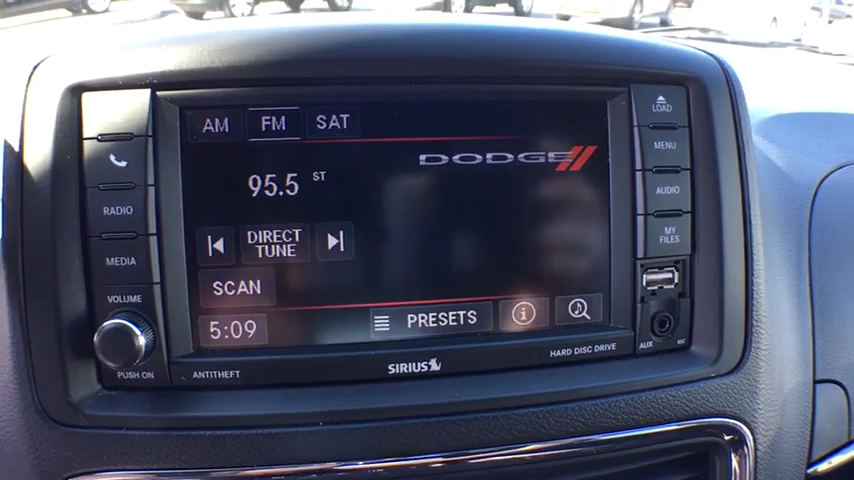 AM FM SAT
DODGE
95.5 ST
DIRECT
TUNE
SCAN
5:09
PRESETS
RADIO
MEDIA
VOLUME
PUSH ON
ANTITHEFT
SIRIUS
HARD DISC DRIVE
LOAD
MENU
AUDIO
MY
FILES
AUX